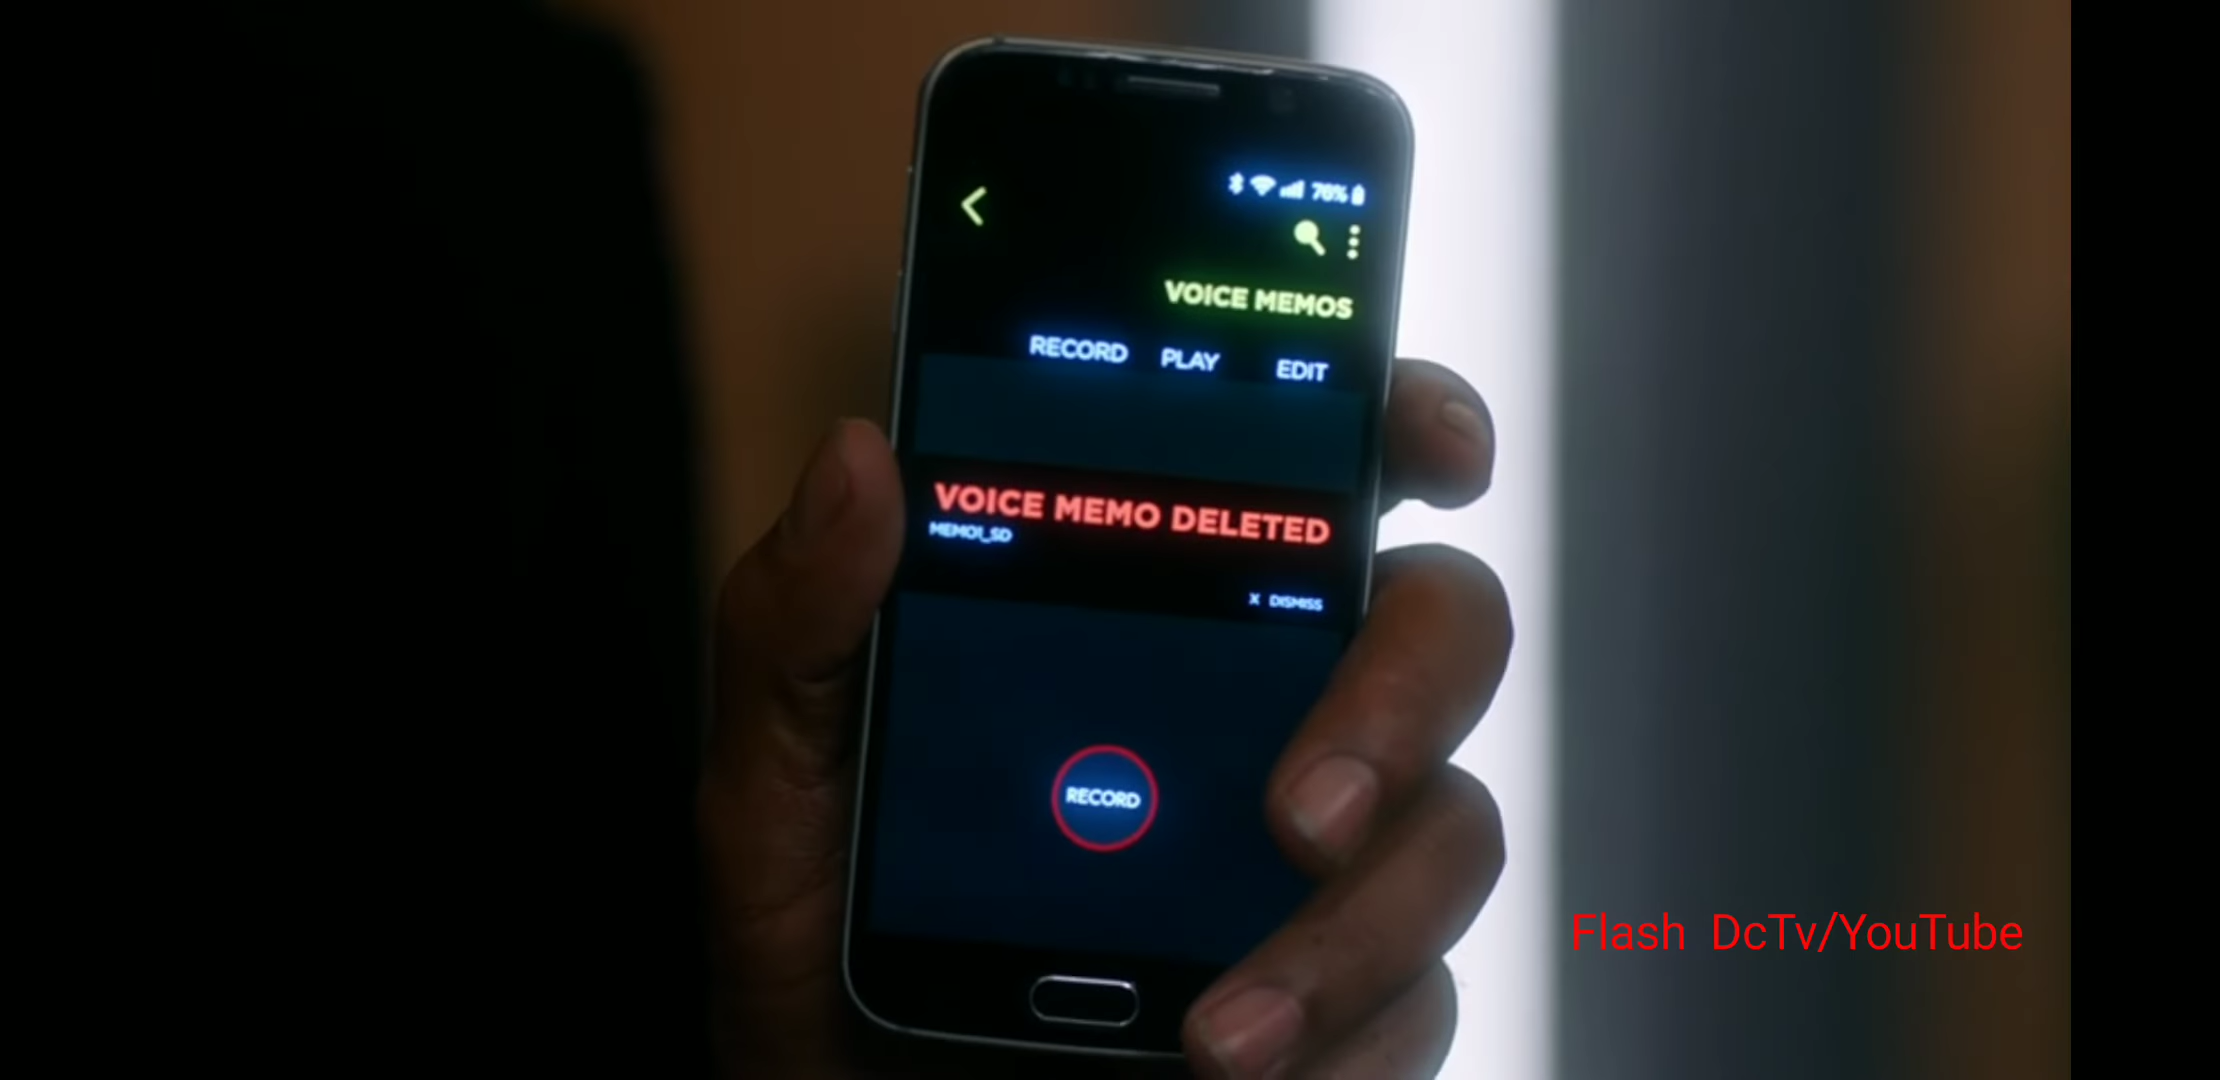 76%
VOICE MEMOS
RECORD PLAY EDIT
VOICE MEMO DELETED
MEMO1_SD
X DISMISS
RECORD
Flash DcTv/YouTube